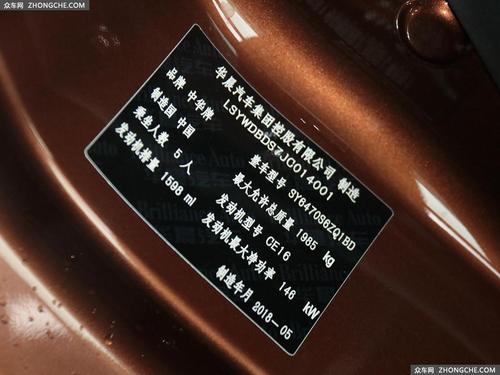 众车网 ZHONGCHE.COM
华晨汽车集团控股有限公司 制造
LSYWDBDS7JC014001
品牌 中华牌
整车型号 SY6470S6ZQ1BD
制造国 中国
最大允许总质量 1965 kg
乘坐人数 5 人
发动机型号 CE16
发动机排量 1598 ml
发动机最大净功率 146 kW
制造年月 2018-05
众车网 ZHONGCHE.COM